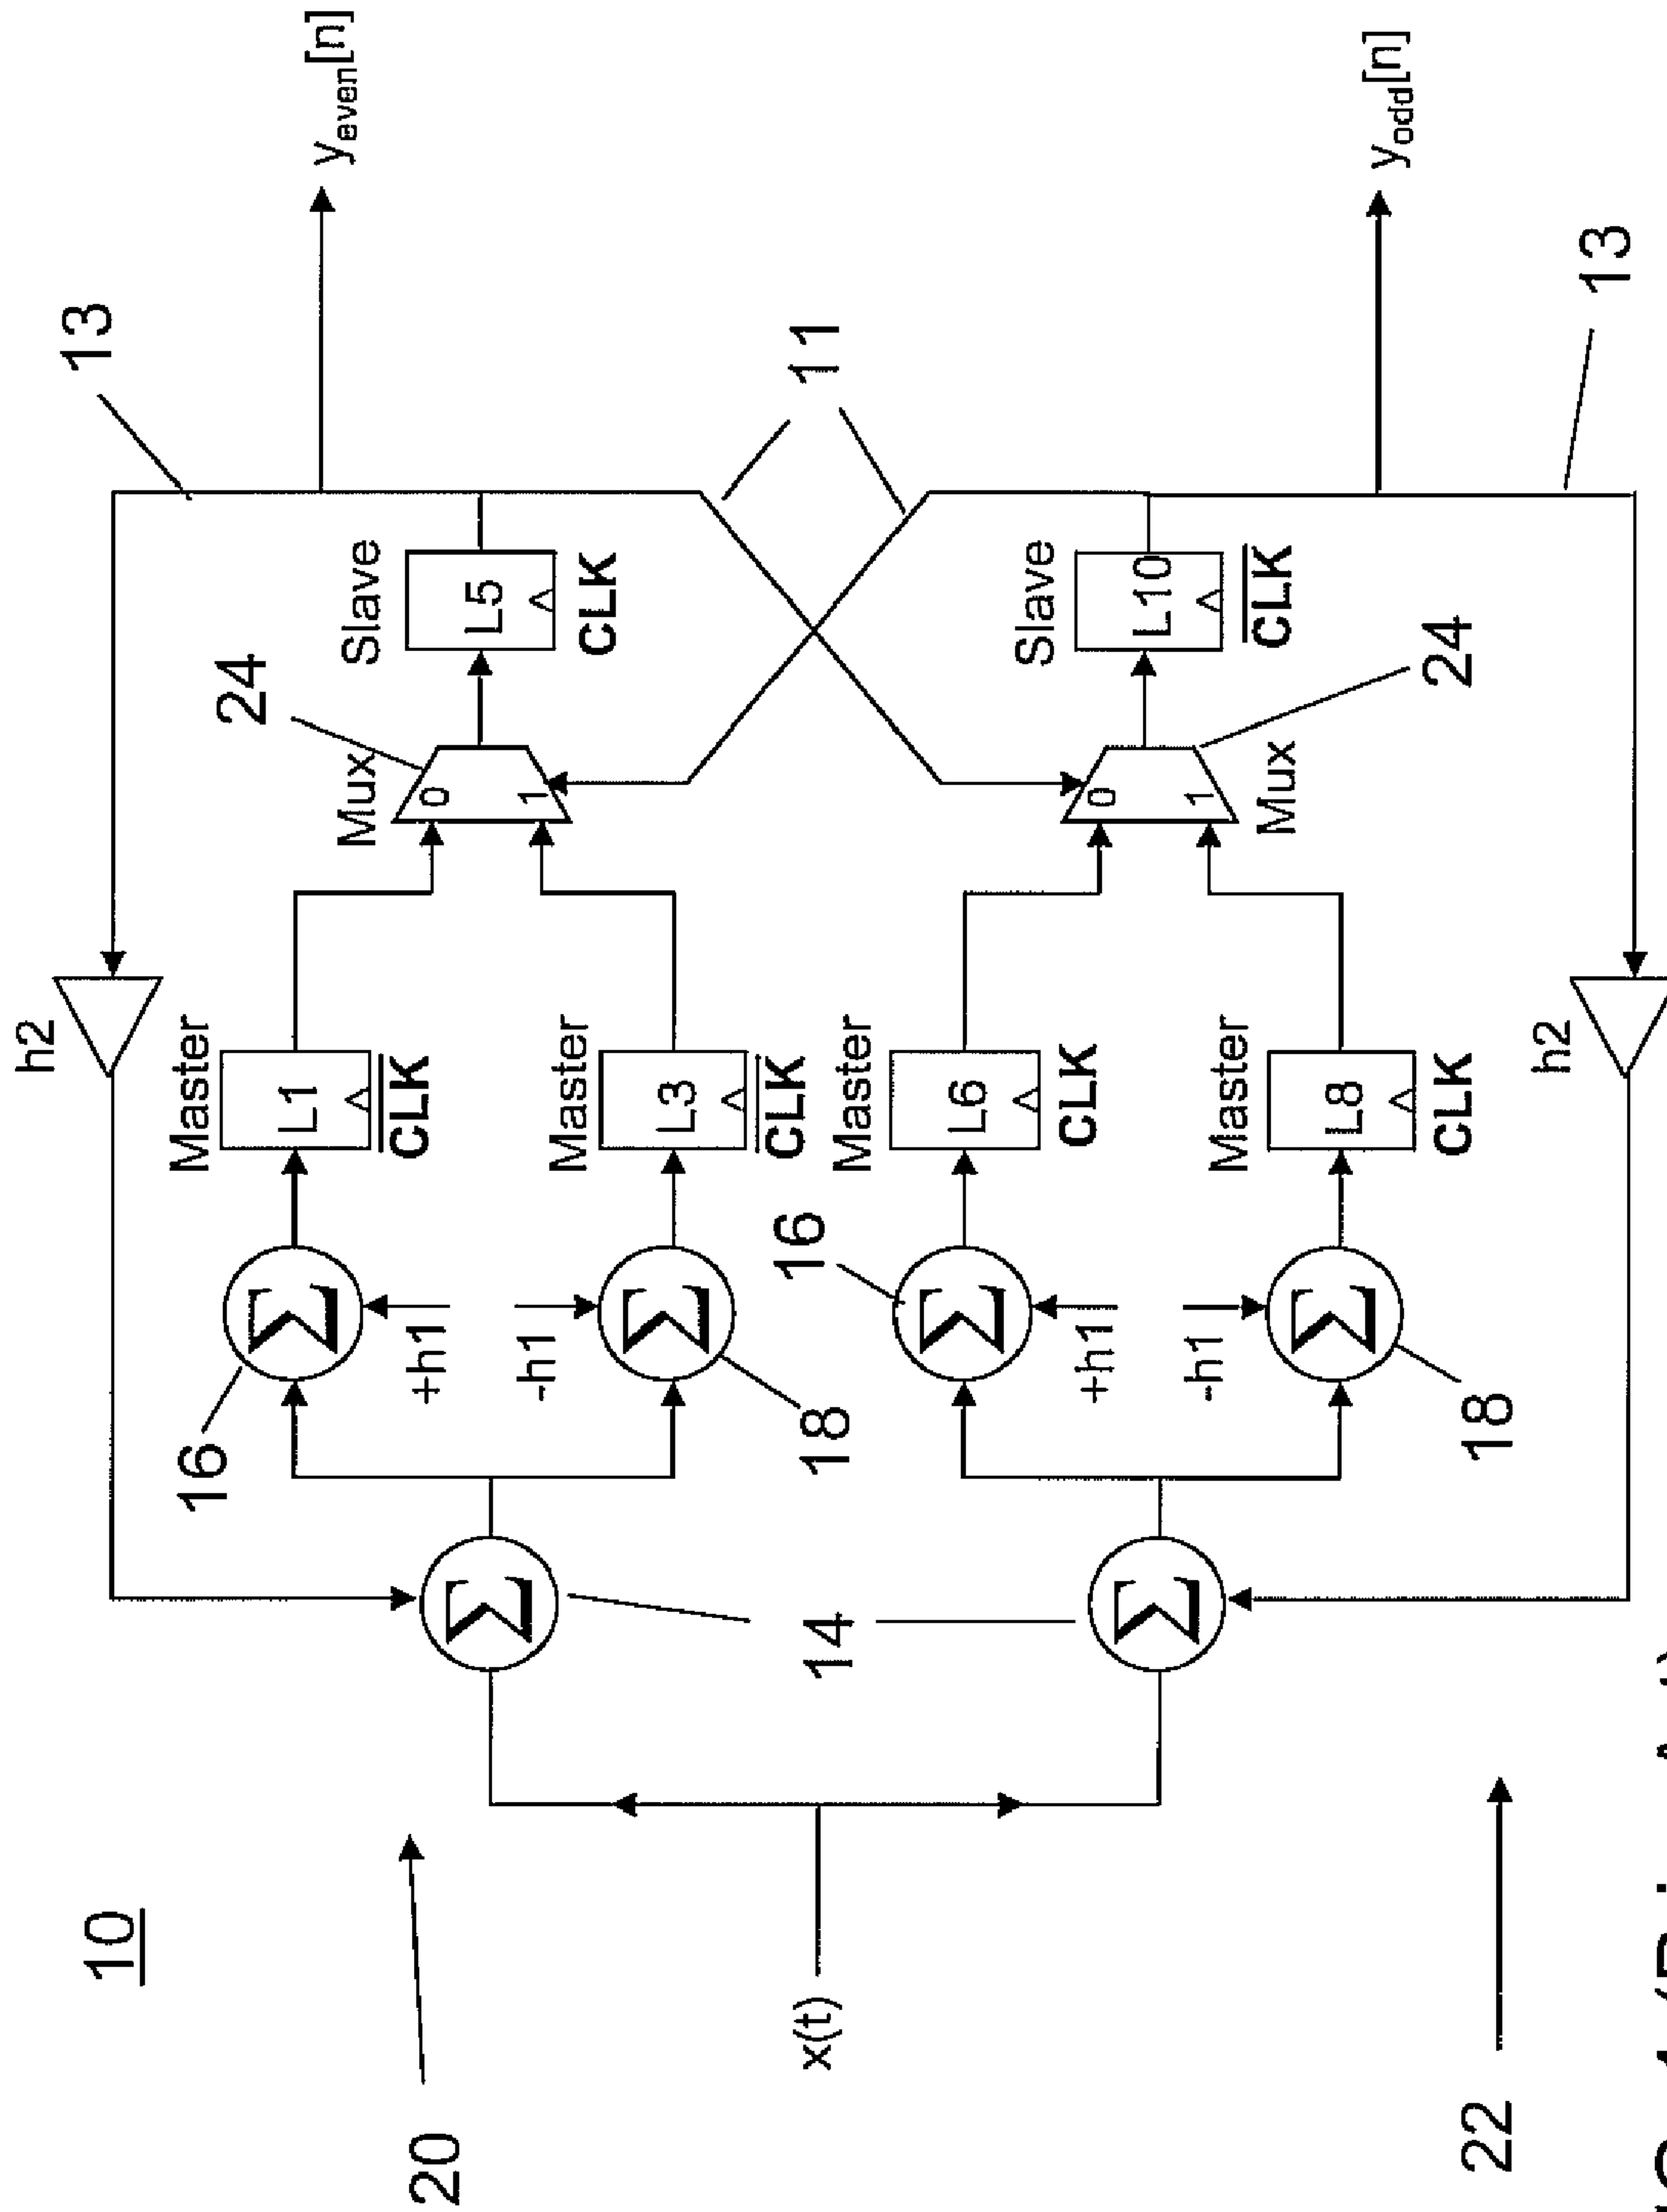 10
20
22
x(t)
14
h2
13
16
+h1
-h1
18
Master
L1
CLK
Master
L3
CLK
Mux
0
1
24
Slave
L5
CLK
y_even[n]
11
16
+h1
-h1
18
Master
L6
CLK
Master
L8
CLK
Mux
0
1
24
Slave
L10
CLK
y_odd[n]
h2
13